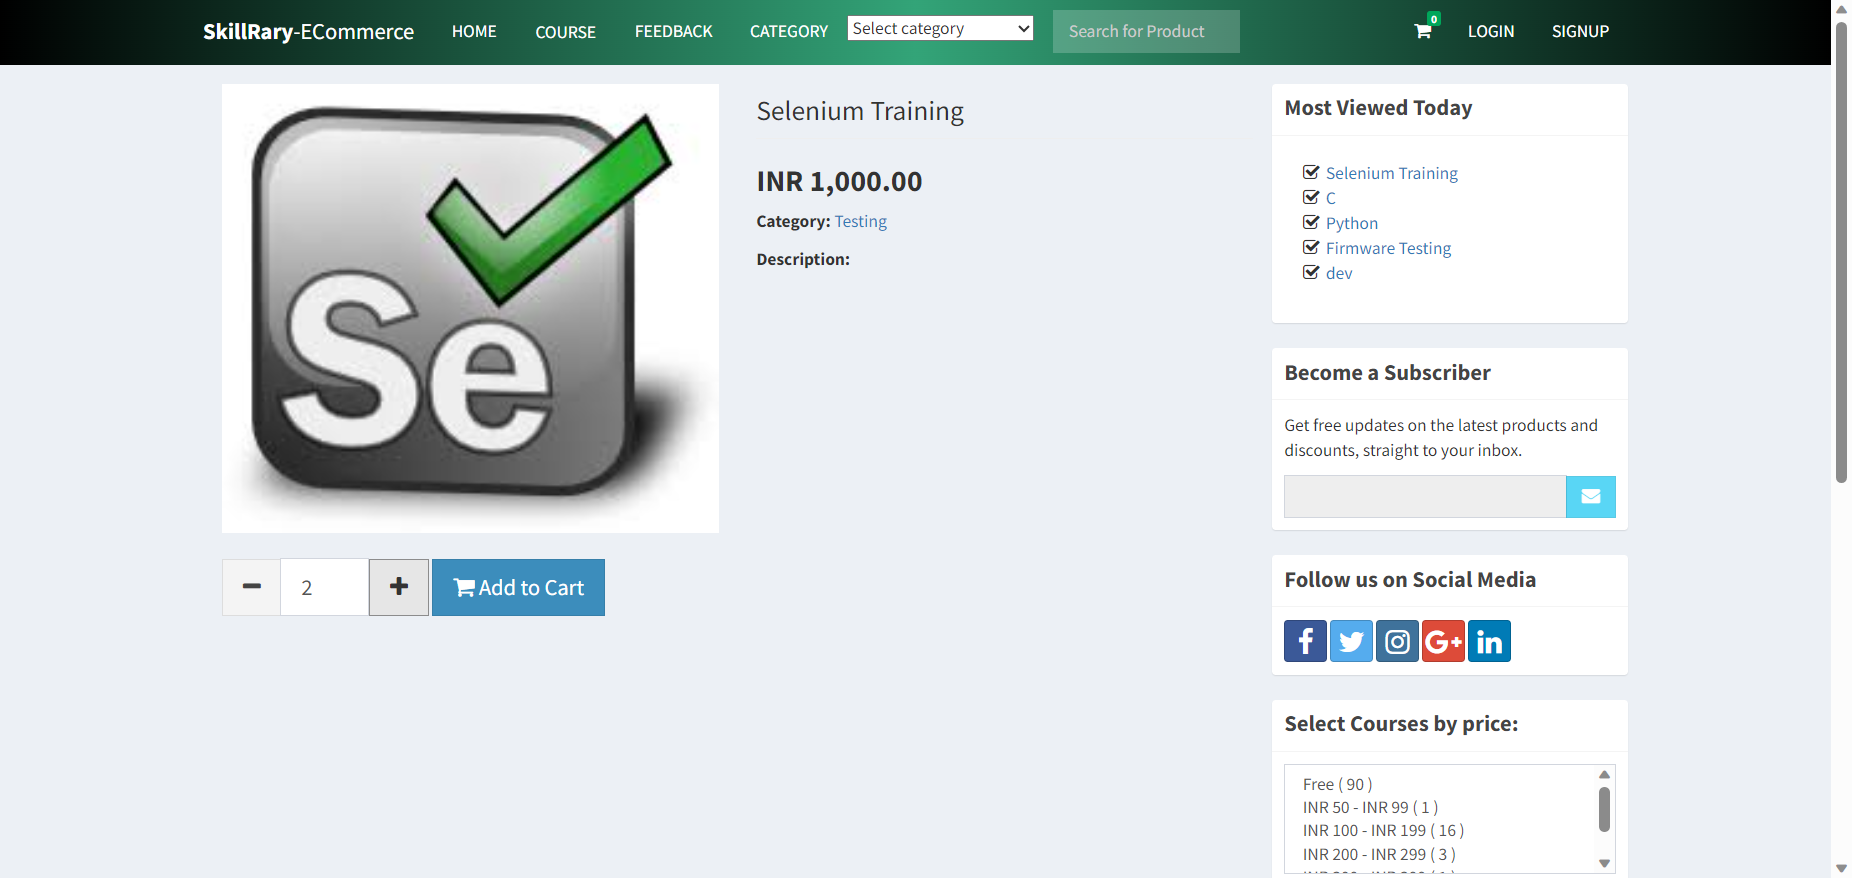 SkillRary-ECommerce HOME COURSE FEEDBACK CATEGORY Select category Search for Product 0 LOGIN SIGNUP
Se
Selenium Training
INR 1,000.00
Category: Testing
Description:
2 Add to Cart
Most Viewed Today
Selenium Training
C
Python
Firmware Testing
dev
Become a Subscriber
Get free updates on the latest products and
discounts, straight to your inbox.
Follow us on Social Media
f G+ in
Select Courses by price:
Free ( 90 )
INR 50 - INR 99 ( 1 )
INR 100 - INR 199 ( 16 )
INR 200 - INR 299 ( 3 )